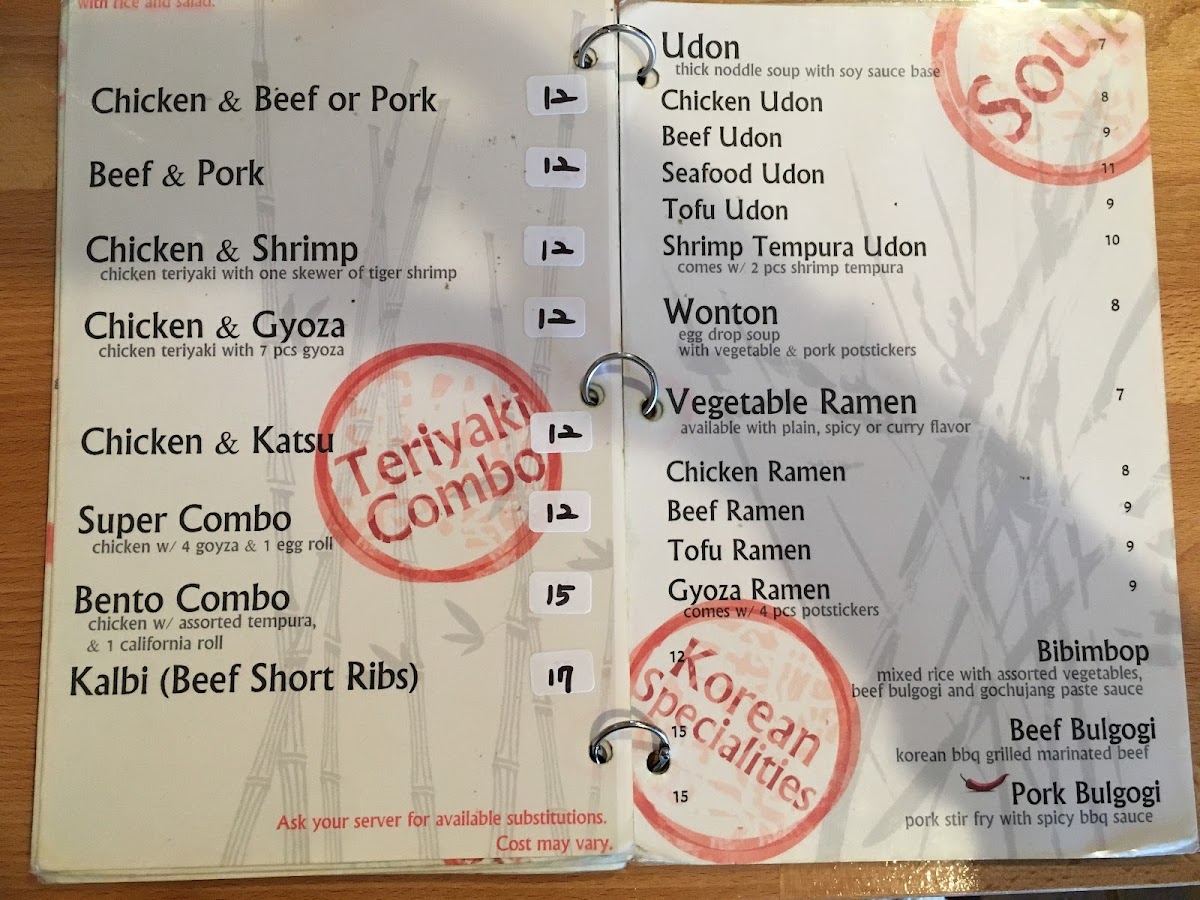 with rice and salad.
Chicken & Beef or Pork 12
Beef & Pork 12
Chicken & Shrimp 12
chicken teriyaki with one skewer of tiger shrimp
Chicken & Gyoza 12
chicken teriyaki with 7 pcs gyoza
Chicken & Katsu 12
Teriyaki
Combo
Super Combo 12
chicken w/ 4 goyza & 1 egg roll
Bento Combo 15
chicken w/ assorted tempura,
& 1 california roll
Kalbi (Beef Short Ribs) 17
Ask your server for available substitutions.
Cost may vary.
Soup
Udon 7
thick noddle soup with soy sauce base
Chicken Udon 8
Beef Udon 9
Seafood Udon 11
Tofu Udon 9
Shrimp Tempura Udon 10
comes w/ 2 pcs shrimp tempura
Wonton 8
egg drop soup
with vegetable & pork potstickers
Vegetable Ramen 7
available with plain, spicy or curry flavor
Chicken Ramen 8
Beef Ramen 9
Tofu Ramen 9
Gyoza Ramen 9
comes w/ 4 pcs potstickers
Korean
Specialities
12 Bibimbop
mixed rice with assorted vegetables,
beef bulgogi and gochujang paste sauce
15 Beef Bulgogi
korean bbq grilled marinated beef
15 Pork Bulgogi
pork stir fry with spicy bbq sauce